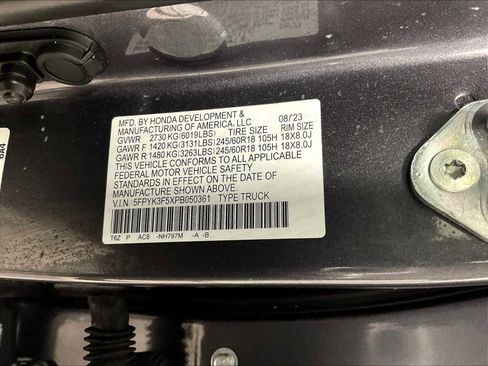 MFD. BY HONDA DEVELOPMENT & 08/'23
MANUFACTURING OF AMERICA, LLC
GVWR 2730 KG(6019LBS) TIRE SIZE RIM SIZE
GAWR F 1420 KG(3131LBS) 245/60R18 105H 18X8.0J
GAWR R 1480 KG(3263LBS) 245/60R18 105H 18X8.0J
THIS VEHICLE CONFORMS TO ALL APPLICABLE
FEDERAL MOTOR VEHICLE SAFETY
STANDARDS IN EFFECT ON THE DATE OF
MANUFACTURE SHOWN ABOVE.
V.I.N. 5FPYK3F5XPB050361 TYPE:TRUCK
T6Z P AC8 -NH797M -A -B
6A4